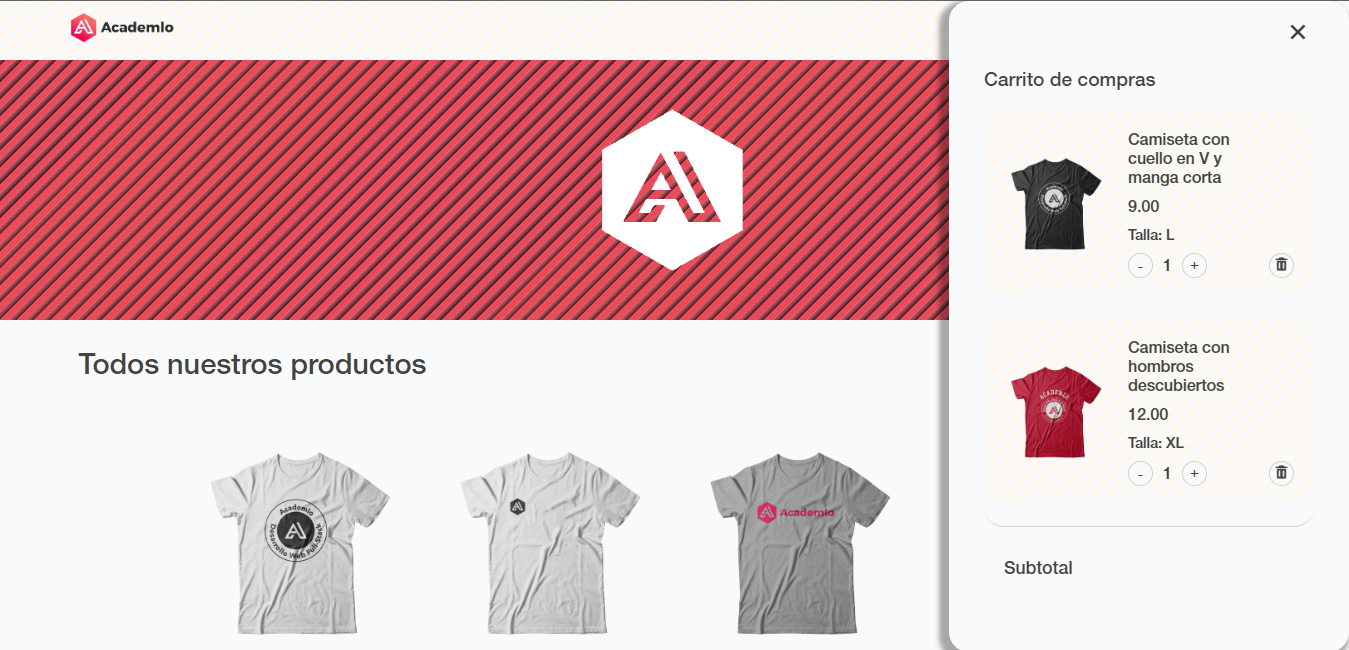 Academlo
Carrito de compras
Camiseta con
cuello en V y
manga corta
9.00
Talla: L
- 1 +
Camiseta con
hombros
descubiertos
12.00
Talla: XL
- 1 +
Subtotal
Todos nuestros productos
Academlo
Desarrollo Web Full-Stack
Academlo
ACADEMLO